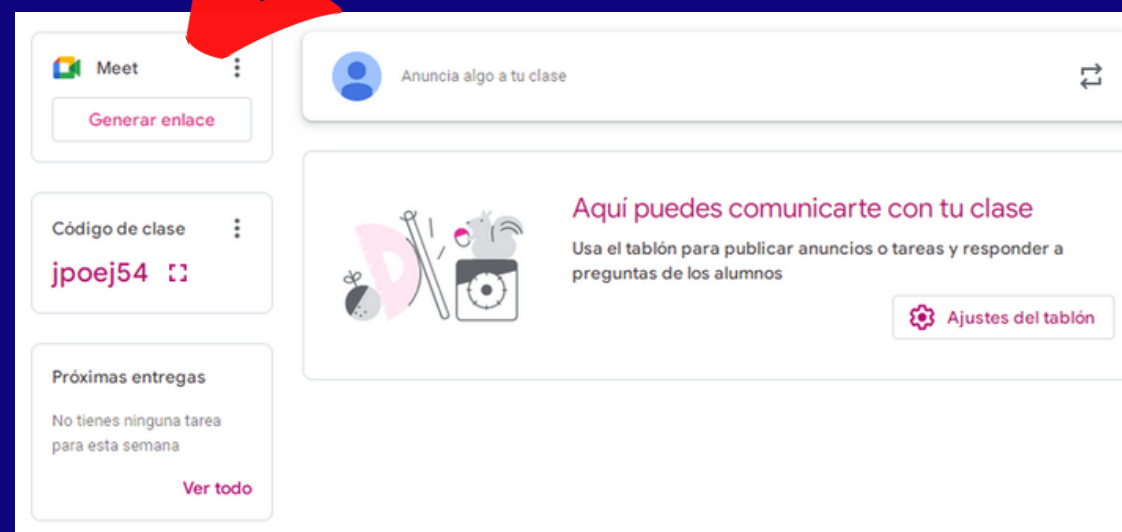 Meet
Generar enlace
Anuncia algo a tu clase
Código de clase
jpoej54
Aquí puedes comunicarte con tu clase
Usa el tablón para publicar anuncios o tareas y responder a
preguntas de los alumnos
Ajustes del tablón
Próximas entregas
No tienes ninguna tarea
para esta semana
Ver todo